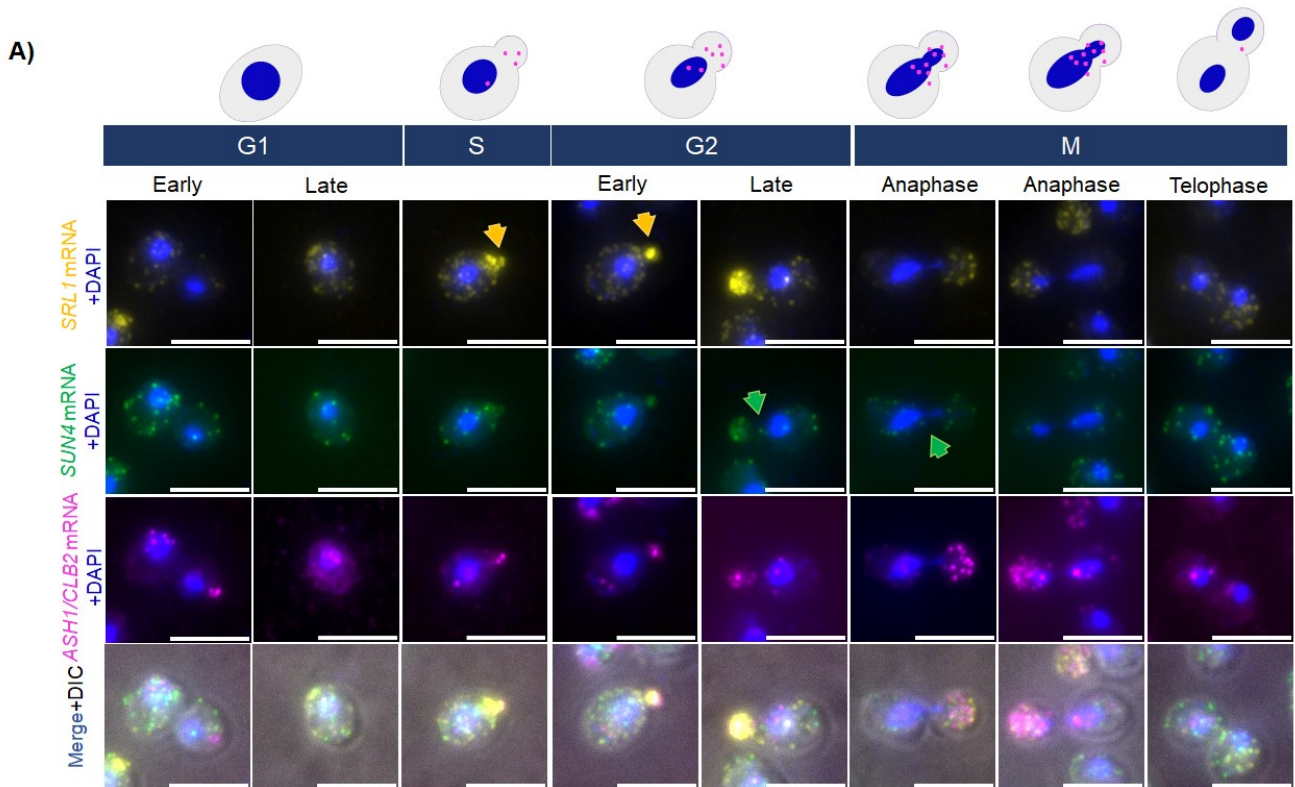 A)
G1 S G2 M
Early Late Early Late Anaphase Anaphase Telophase
SRL1 mRNA
+DAPI
SUN4 mRNA
+DAPI
ASH1/CLB2 mRNA
+DAPI
Merge+DIC